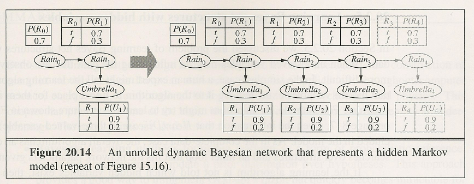 P(R₀)
0.7
R₀ P(R₁)
t 0.7
f 0.3
Rain₀ Rain₁
Umbrella₁
R₁ P(U₁)
t 0.9
f 0.2
P(R₀)
0.7
R₀ P(R₁)
t 0.7
f 0.3
R₁ P(R₂)
t 0.7
f 0.3
R₂ P(R₃)
t 0.7
f 0.3
R₃ P(R₄)
t 0.7
f 0.3
Rain₀ Rain₁ Rain₂ Rain₃ Rain₄
Umbrella₁ Umbrella₂ Umbrella₃ Umbrella₄
R₁ P(U₁)
t 0.9
f 0.2
R₂ P(U₂)
t 0.9
f 0.2
R₃ P(U₃)
t 0.9
f 0.2
R₄ P(U₄)
t 0.9
f 0.2
Figure 20.14 An unrolled dynamic Bayesian network that represents a hidden Markov
model (repeat of Figure 15.16).